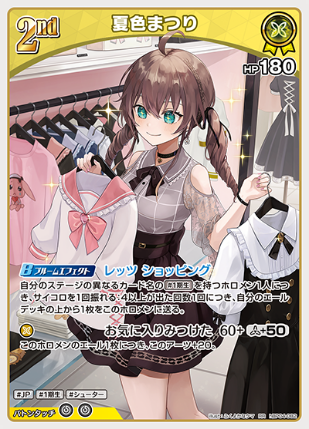 2nd
夏色まつり
HP180
ブルームエフェクト レッツ ショッピング
自分のステージの異なるカード名の#1期生を持つホロメン1人につ
き、サイコロを1回振れる:4以上が出た回数1回につき、自分のエール
デッキの上から1枚をこのホロメンに送る。
お気に入りみつけた 60+ +50
このホロメンのエール1枚につき、このアーツ+20。
#JP #1期生 #シューター
バトンタッチ